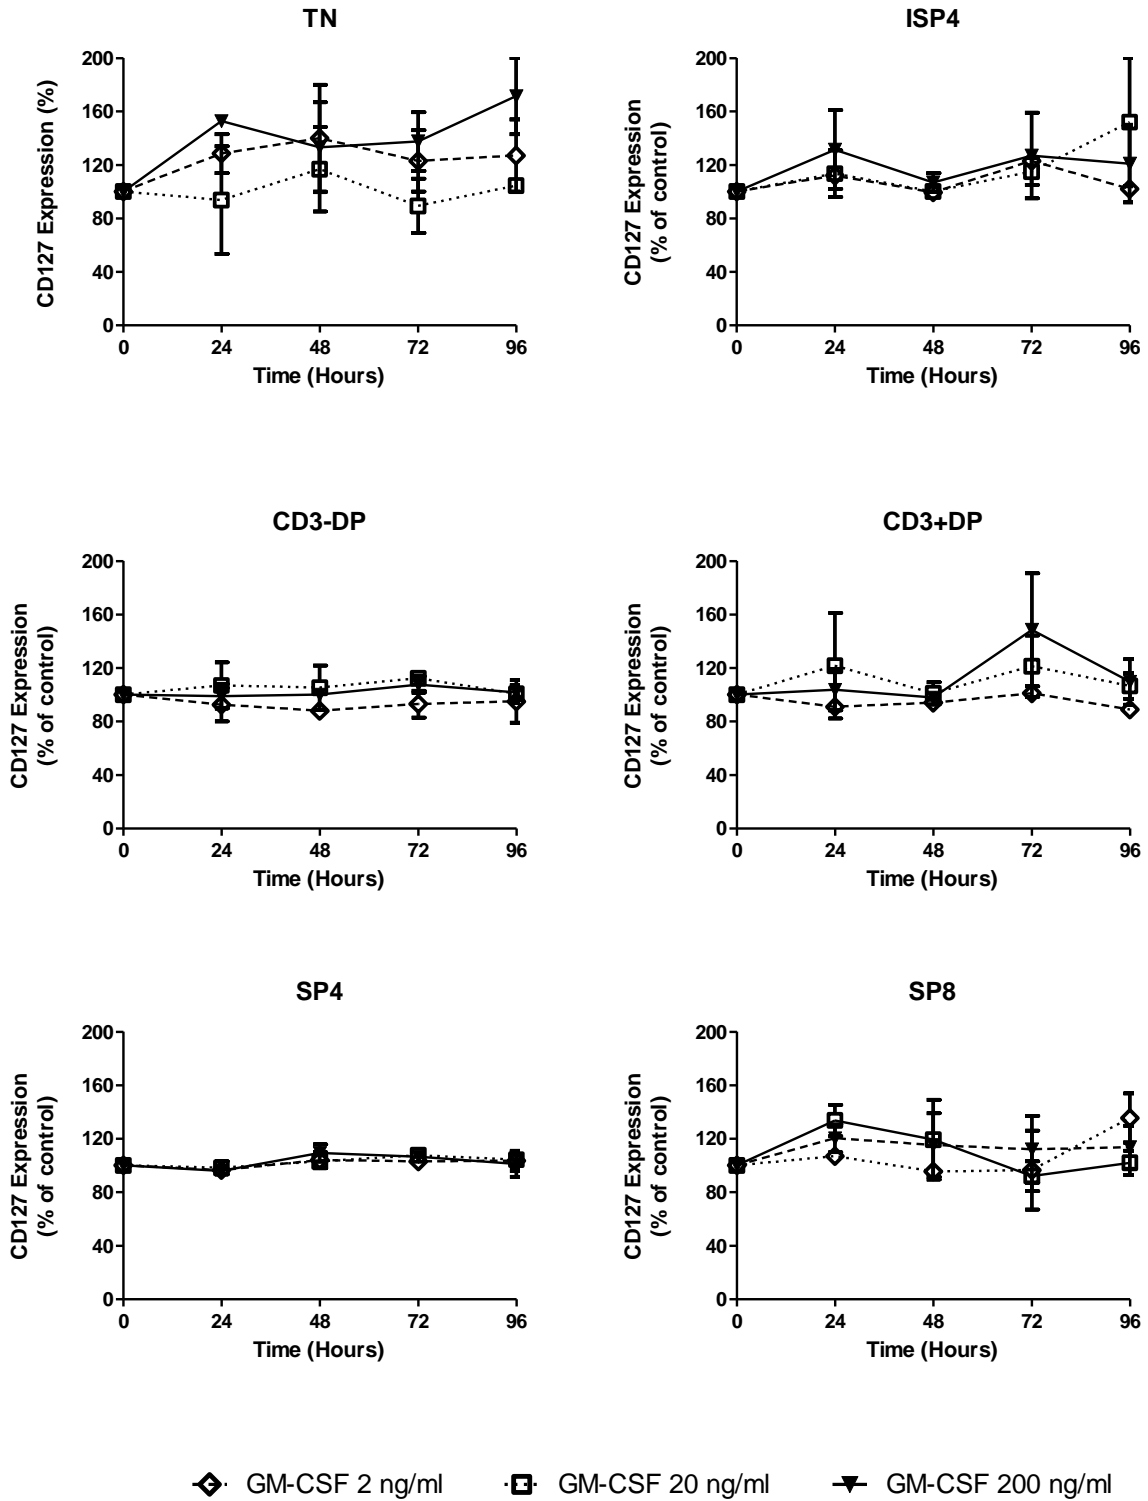 TN
CD127 Expression (%)
200
160
120
80
40
0
0 24 48 72 96
Time (Hours)
ISP4
CD127 Expression
(% of control)
200
160
120
80
40
0
0 24 48 72 96
Time (Hours)
CD3-DP
CD127 Expression
(% of control)
200
160
120
80
40
0
0 24 48 72 96
Time (Hours)
CD3+DP
CD127 Expression
(% of control)
200
160
120
80
40
0
0 24 48 72 96
Time (Hours)
SP4
CD127 Expression
(% of control)
200
160
120
80
40
0
0 24 48 72 96
Time (Hours)
SP8
CD127 Expression
(% of control)
200
160
120
80
40
0
0 24 48 72 96
Time (Hours)
GM-CSF 2 ng/ml GM-CSF 20 ng/ml GM-CSF 200 ng/ml